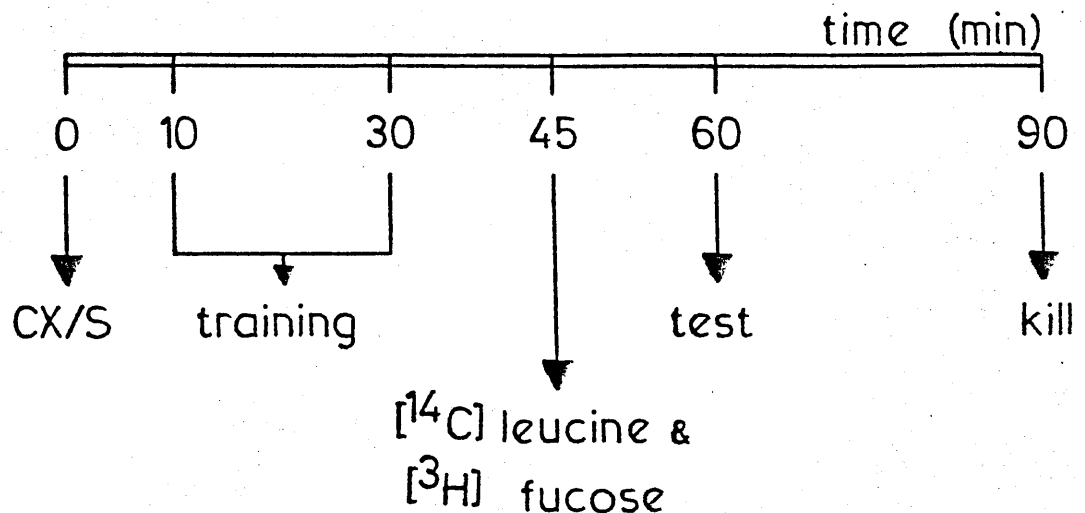 time (min)
0 10 30 45 60 90
CX/S training test kill
[¹⁴C] leucine &
[³H] fucose